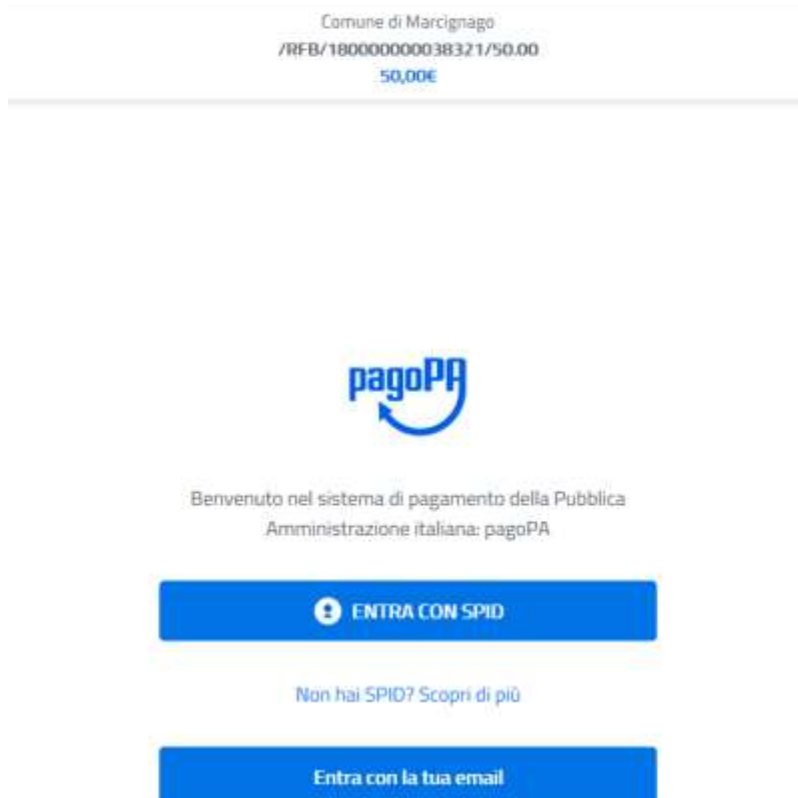 Comune di Marcignago
/RFB/180000000038321/50.00
50,00€
pagoPA
Benvenuto nel sistema di pagamento della Pubblica
Amministrazione italiana: pagoPA
ENTRA CON SPID
Non hai SPID? Scopri di più
Entra con la tua email